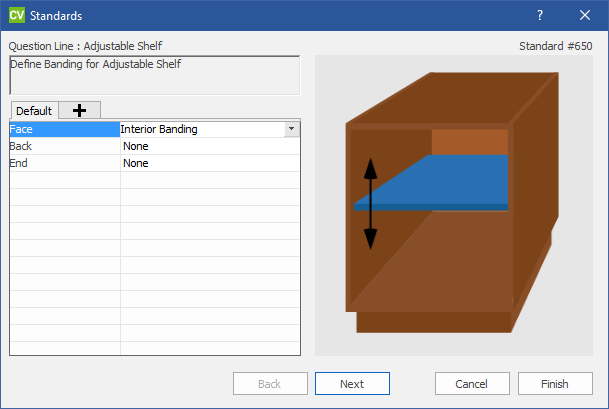 CV Standards ?
Question Line : Adjustable Shelf Standard #650
Define Banding for Adjustable Shelf
Default
Face Interior Banding
Back None
End None
Back Next Cancel Finish